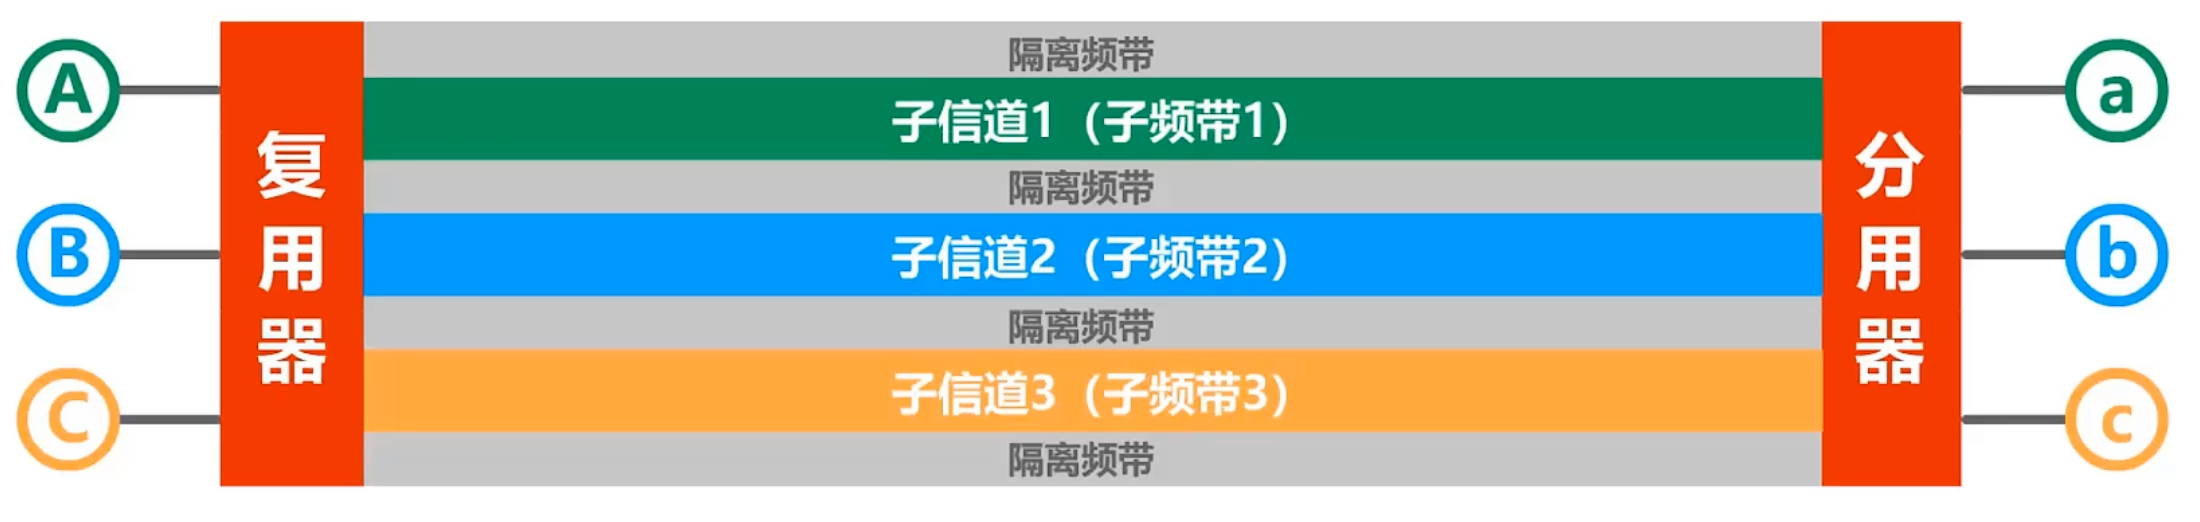 A
B
C
复用器
隔离频带
子信道1（子频带1）
隔离频带
子信道2（子频带2）
隔离频带
子信道3（子频带3）
隔离频带
分用器
a
b
c